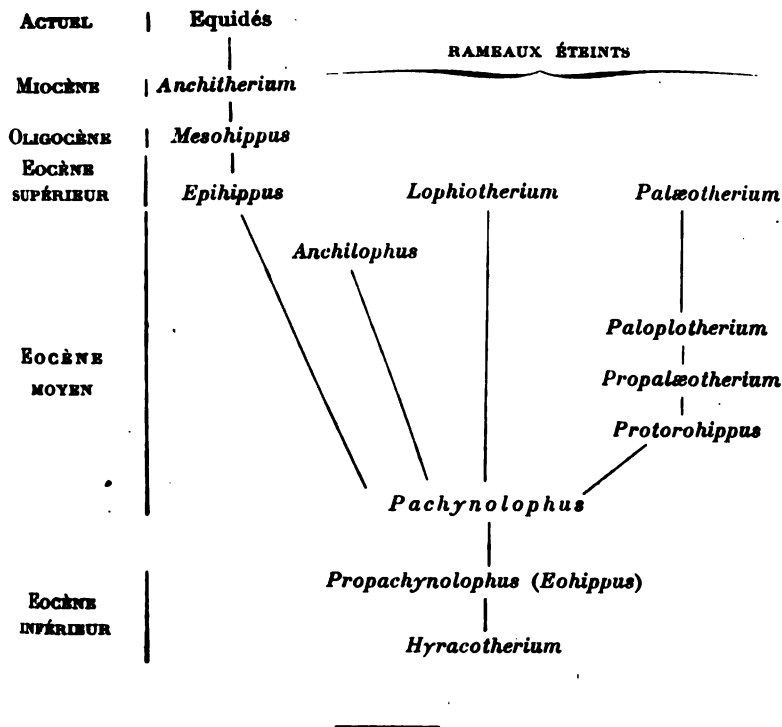 ACTUEL | Equidés
RAMEAUX ÉTEINTS
MIOCÈNE | Anchitherium
OLIGOCÈNE | Mesohippus
EOCÈNE
SUPÉRIEUR
Epihippus Lophiotherium Palæotherium
Anchilophus
Paloplotherium
EOCÈNE
MOYEN
Propalæotherium
Protorohippus
Pachynolophus
Propachynolophus (Eohippus)
EOCÈNE
INFÉRIEUR
Hyracotherium